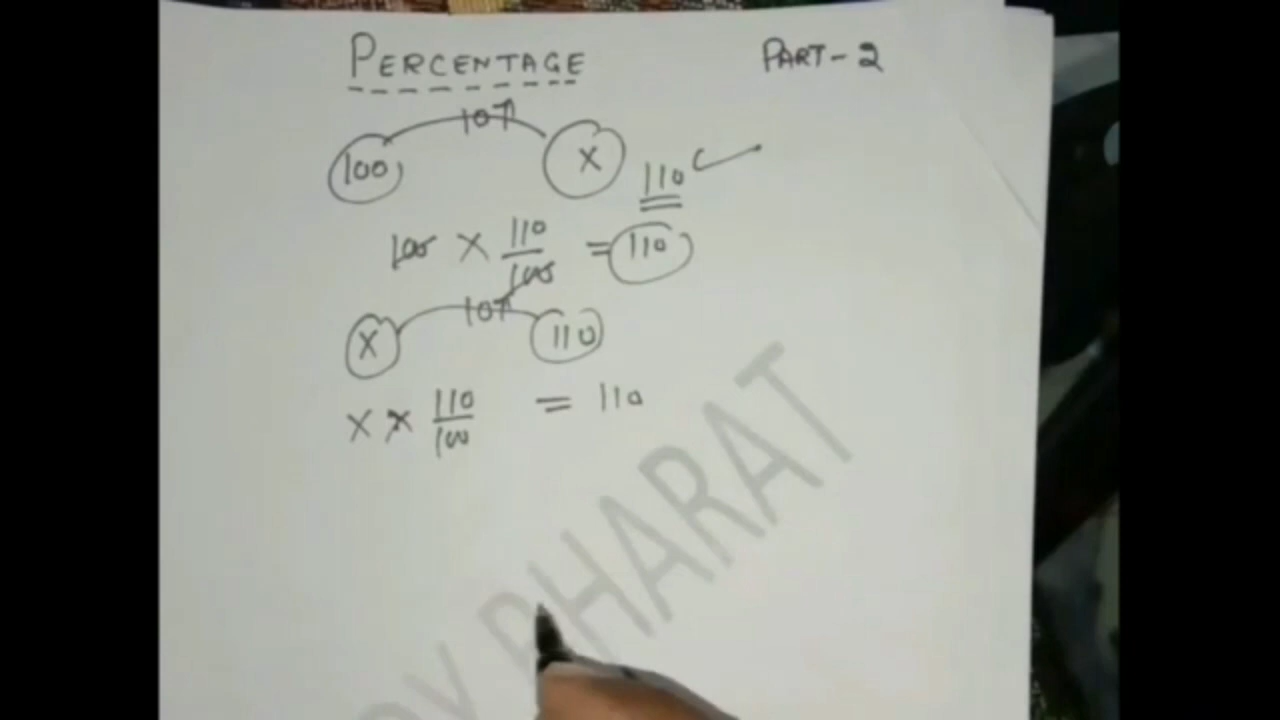 PERCENTAGE PART-2
10↑
100 X 110
100 × 110/100 = 110
10↑
X 110
X × 110/100 = 110
BHARAT